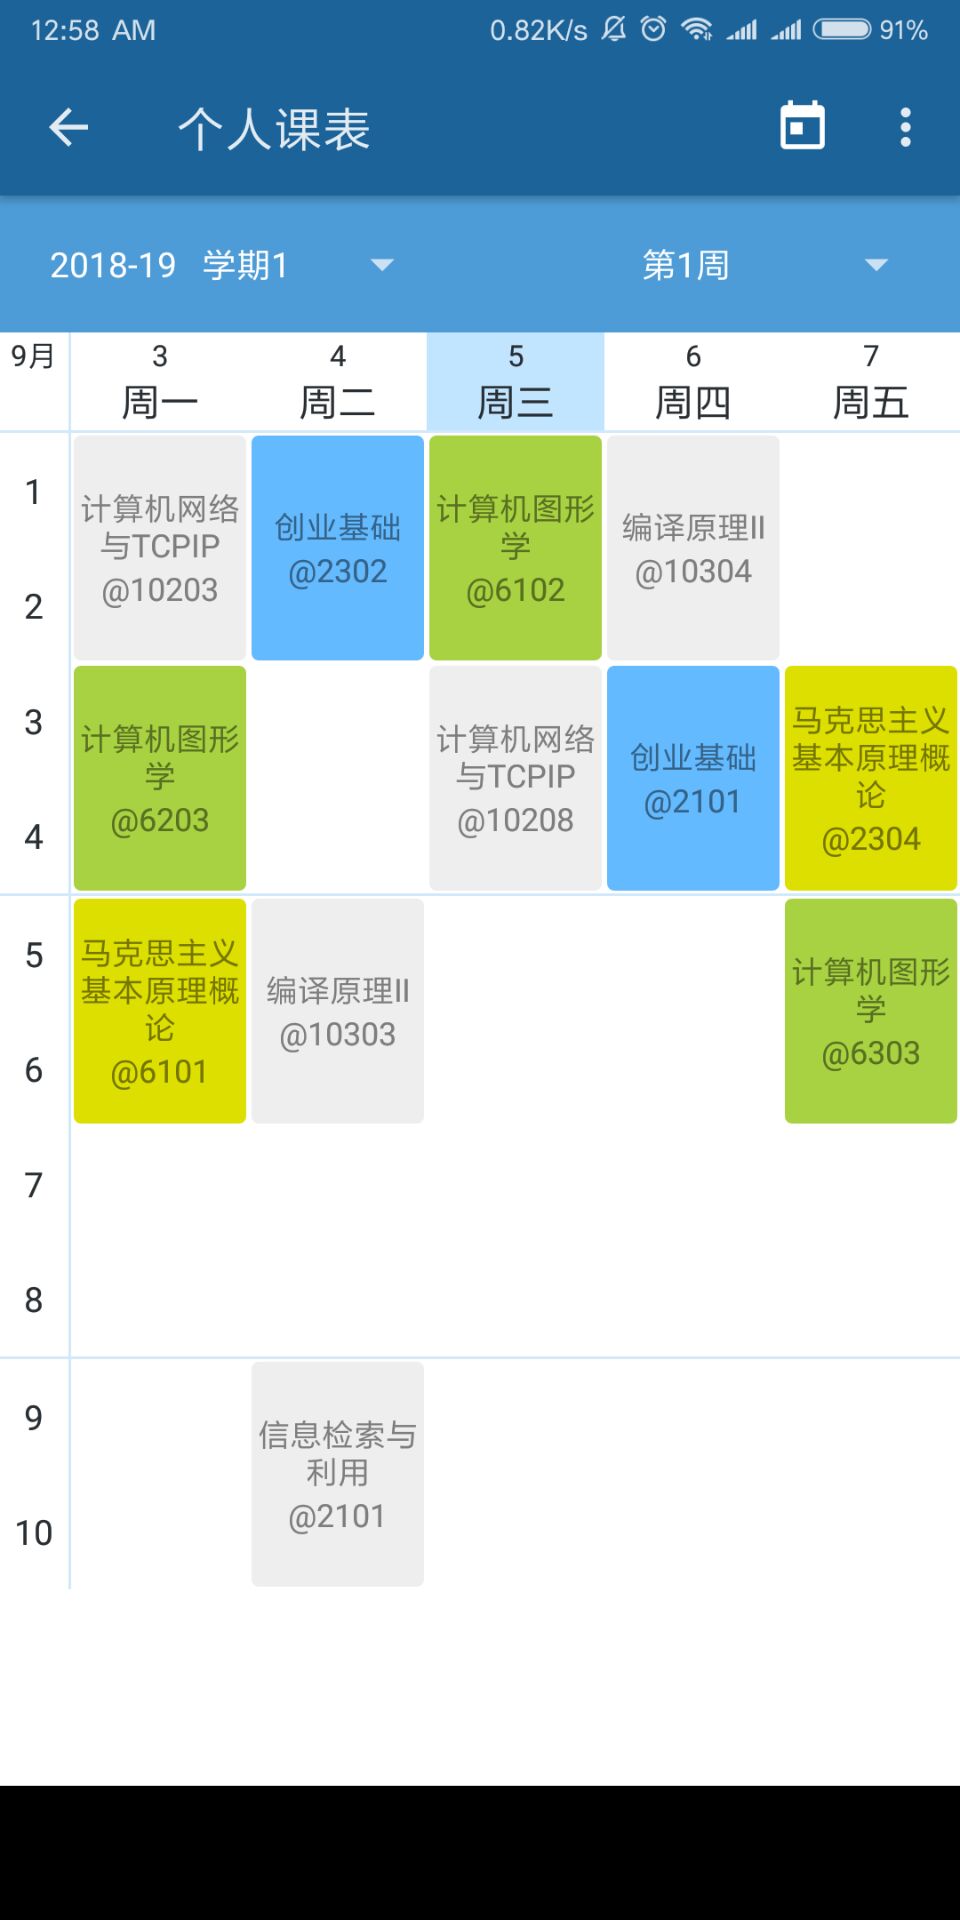 12:58 AM
0.82K/s
91%
个人课表
2018-19 学期1
第1周
9月
3
4
5
6
7
周一
周二
周三
周四
周五
1
2
计算机网络
与TCPIP
@10203
创业基础
@2302
计算机图形
学
@6102
编译原理II
@10304
3
4
计算机图形
学
@6203
计算机网络
与TCPIP
@10208
创业基础
@2101
马克思主义
基本原理概
论
@2304
5
6
马克思主义
基本原理概
论
@6101
编译原理II
@10303
计算机图形
学
@6303
7
8
9
10
信息检索与
利用
@2101